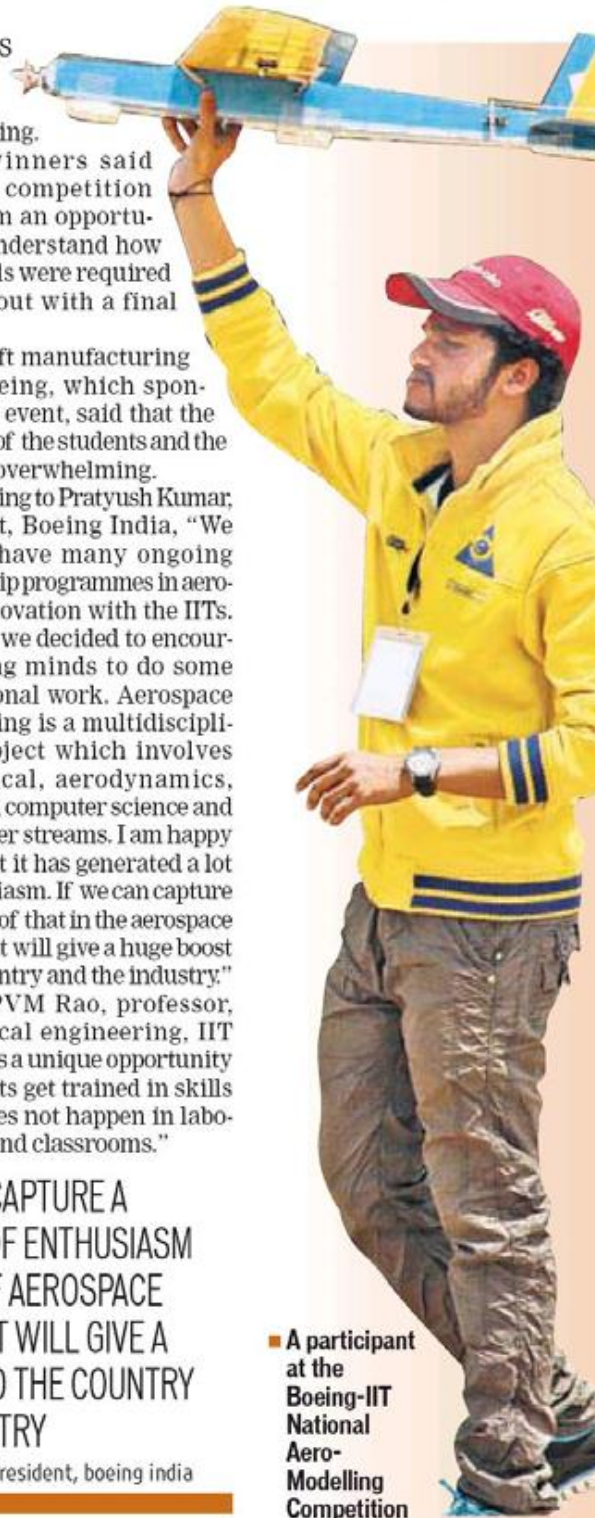 S
ing.
inners said
competition
m an opportu-
nderstand how
ls were required
out with a final
ft manufacturing
eing, which spon-
event, said that the
of the students and the
overwhelming.
ing to Pratyush Kumar,
t, Boeing India, “We
have many ongoing
ip programmes in aero-
ovation with the IITs.
we decided to encour-
ng minds to do some
onal work. Aerospace
ing is a multidiscipli-
ject which involves
cal, aerodynamics,
computer science and
er streams. I am happy
t it has generated a lot
iasm. If we can capture
of that in the aerospace
t will give a huge boost
ntry and the industry.”
PVM Rao, professor,
cal engineering, IIT
s a unique opportunity
ts get trained in skills
es not happen in labo-
nd classrooms.”
CAPTURE A
OF ENTHUSIASM
F AEROSPACE
T WILL GIVE A
O THE COUNTRY
TRY
resident, boeing india
A participant
at the
Boeing-IIT
National
Aero-
Modelling
Competition